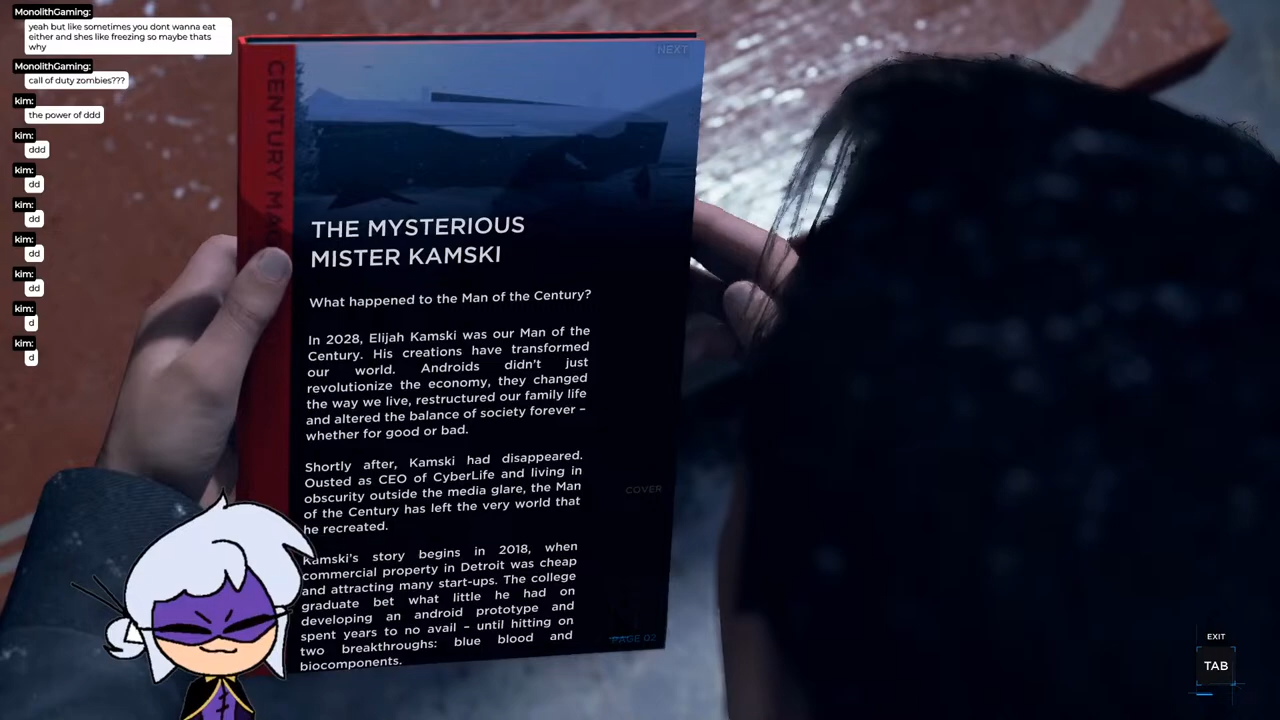 MonolithGaming:
yeah but like sometimes you dont wanna eat
either and shes like freezing so maybe thats
why
MonolithGaming:
call of duty zombies???
kim:
the power of ddd
kim:
ddd
kim:
dd
kim:
dd
kim:
dd
kim:
dd
kim:
d
kim:
d
CENTURY
NEXT
THE MYSTERIOUS
MISTER KAMSKI
What happened to the Man of the Century?
In 2028, Elijah Kamski was our Man of the
Century. His creations have transformed
our world. Androids didn't just
revolutionize the economy, they changed
the way we live, restructured our family life
and altered the balance of society forever –
whether for good or bad.
Shortly after, Kamski had disappeared.
Ousted as CEO of CyberLife and living in
obscurity outside the media glare, the Man
of the Century has left the very world that
he recreated.
Kamski's story begins in 2018, when
commercial property in Detroit was cheap
and attracting many start-ups. The college
graduate bet what little he had on
developing an android prototype and
spent years to no avail – until hitting on
two breakthroughs: blue blood and
biocomponents.
COVER
PAGE 02
EXIT
TAB